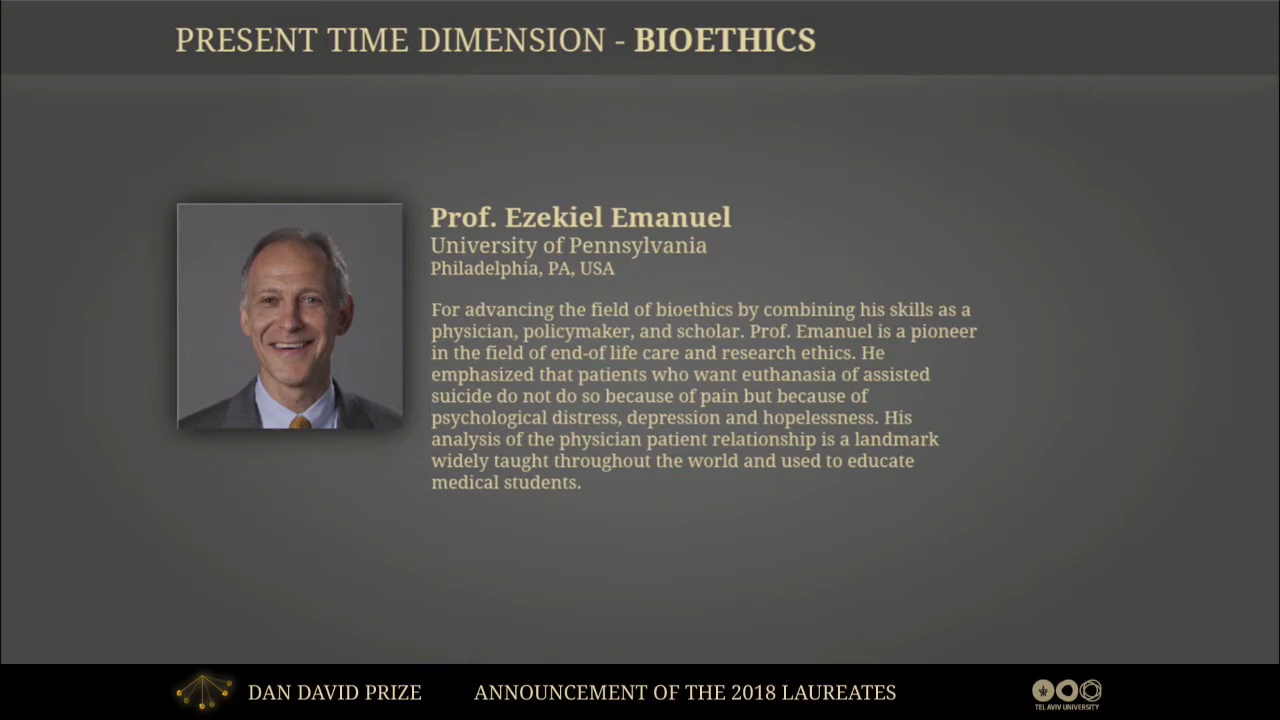 PRESENT TIME DIMENSION - BIOETHICS
Prof. Ezekiel Emanuel
University of Pennsylvania
Philadelphia, PA, USA
For advancing the field of bioethics by combining his skills as a
physician, policymaker, and scholar. Prof. Emanuel is a pioneer
in the field of end-of life care and research ethics. He
emphasized that patients who want euthanasia of assisted
suicide do not do so because of pain but because of
psychological distress, depression and hopelessness. His
analysis of the physician patient relationship is a landmark
widely taught throughout the world and used to educate
medical students.
DAN DAVID PRIZE ANNOUNCEMENT OF THE 2018 LAUREATES
TEL AVIV UNIVERSITY